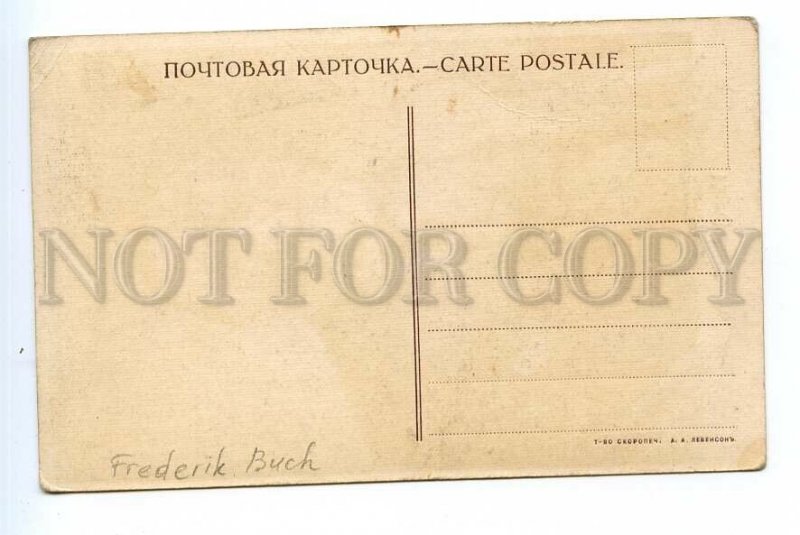 ПОЧТОВАЯ КАРТОЧКА.—CARTE POSTALE.
NOT FOR COPY
Т-ВО СКОРОПЕЧ. А. А. ЛЕВЕНСОНЪ
Frederik Buch